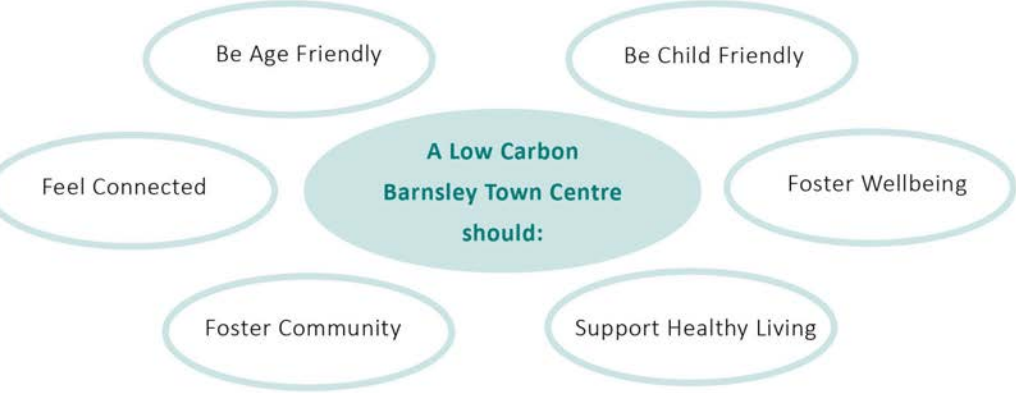 Be Age Friendly
Be Child Friendly
A Low Carbon
Barnsley Town Centre
should:
Feel Connected
Foster Wellbeing
Foster Community
Support Healthy Living